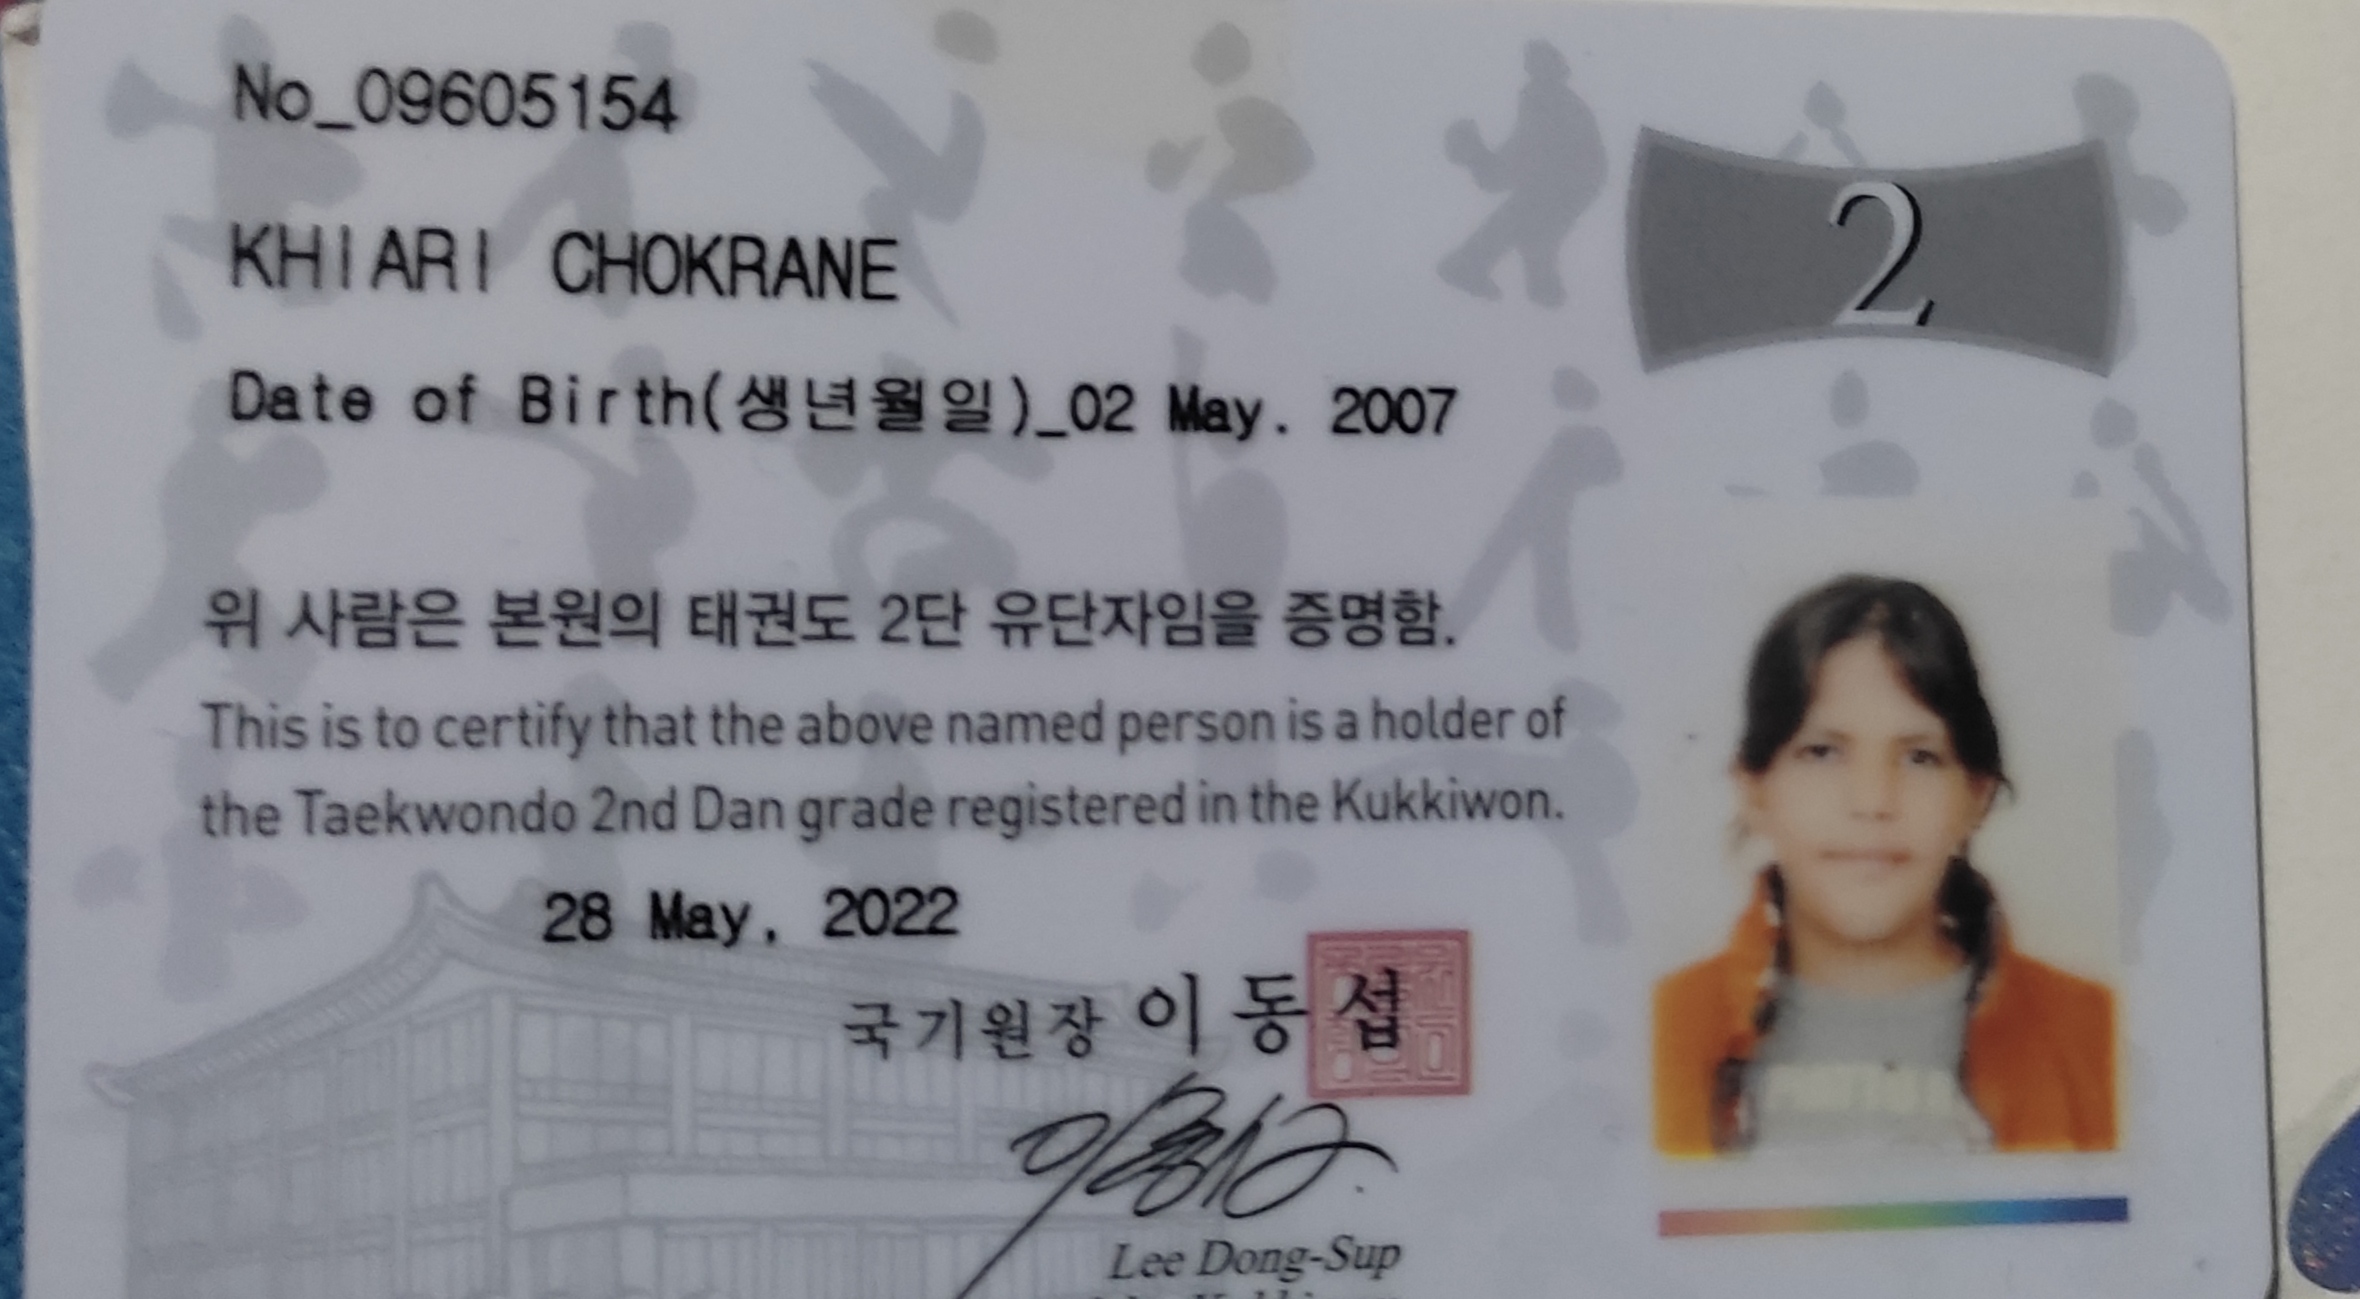 No_09605154
2
KHIARI CHOKRANE
Date of Birth(생년월일)_02 May. 2007
위 사람은 본원의 태권도 2단 유단자임을 증명함.
This is to certify that the above named person is a holder of
the Taekwondo 2nd Dan grade registered in the Kukkiwon.
28 May, 2022
국기원장 이동섭
Lee Dong-Sup